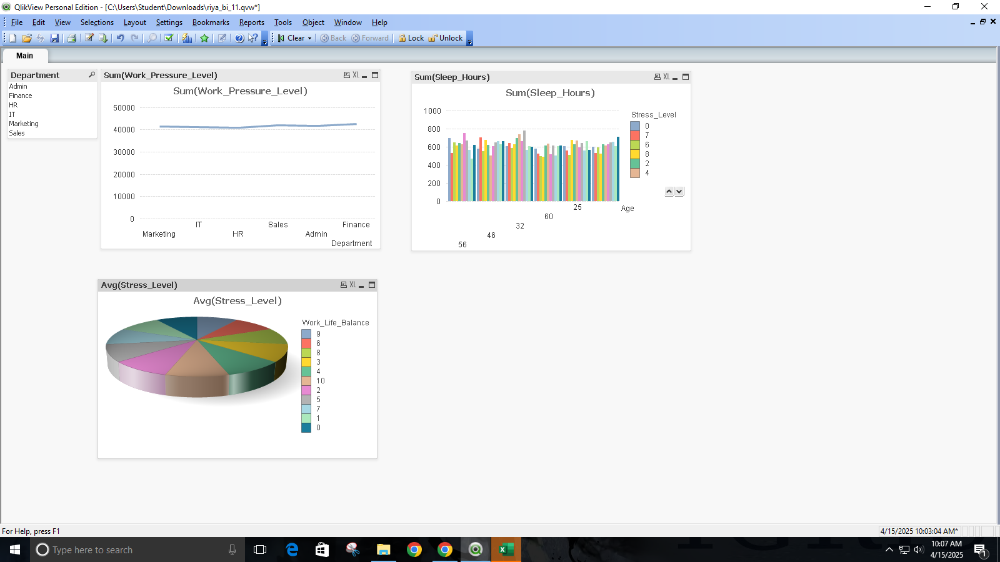 QlikView Personal Edition - [C:\Users\Student\Downloads\riya_bi_11.qvw*]
File Edit View Selections Layout Settings Bookmarks Reports Tools Object Window Help
Clear Back Forward Lock Unlock
Main
Department
Admin
Finance
HR
IT
Marketing
Sales
Sum(Work_Pressure_Level) XL
Sum(Work_Pressure_Level)
50000
40000
30000
20000
10000
0
IT Sales Finance
Marketing HR Admin
Department
Sum(Sleep_Hours) XL
Sum(Sleep_Hours)
1000
800
600
400
200
0
Stress_Level
0
7
6
8
2
4
25
Age
60
32
46
56
Avg(Stress_Level) XL
Avg(Stress_Level)
Work_Life_Balance
9
6
8
3
4
10
2
5
7
1
0
For Help, press F1
4/15/2025 10:03:04 AM*
Type here to search
10:07 AM
4/15/2025
1